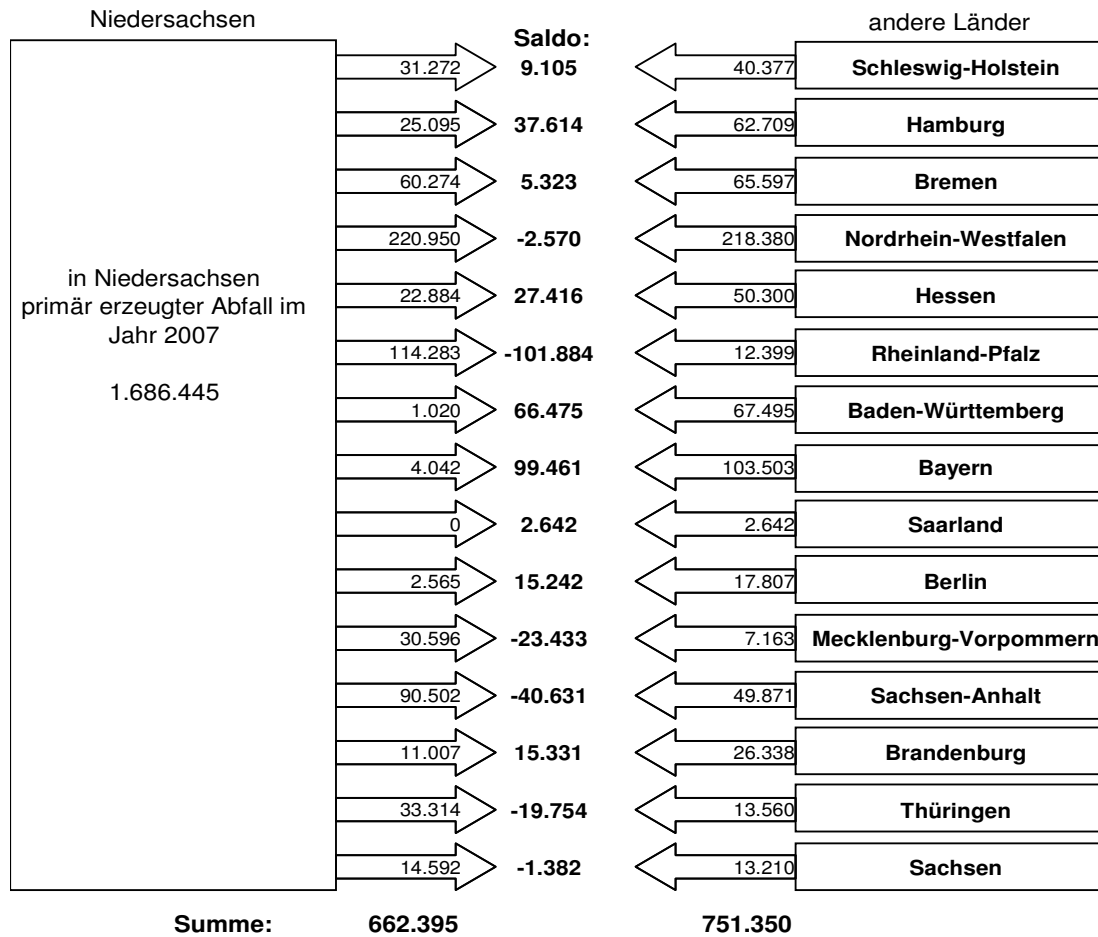 Niedersachsen
andere Länder
Saldo:
31.272 9.105 40.377 Schleswig-Holstein
25.095 37.614 62.709 Hamburg
60.274 5.323 65.597 Bremen
220.950 -2.570 218.380 Nordrhein-Westfalen
in Niedersachsen
primär erzeugter Abfall im
Jahr 2007
1.686.445
22.884 27.416 50.300 Hessen
114.283 -101.884 12.399 Rheinland-Pfalz
1.020 66.475 67.495 Baden-Württemberg
4.042 99.461 103.503 Bayern
0 2.642 2.642 Saarland
2.565 15.242 17.807 Berlin
30.596 -23.433 7.163 Mecklenburg-Vorpommern
90.502 -40.631 49.871 Sachsen-Anhalt
11.007 15.331 26.338 Brandenburg
33.314 -19.754 13.560 Thüringen
14.592 -1.382 13.210 Sachsen
Summe: 662.395 751.350